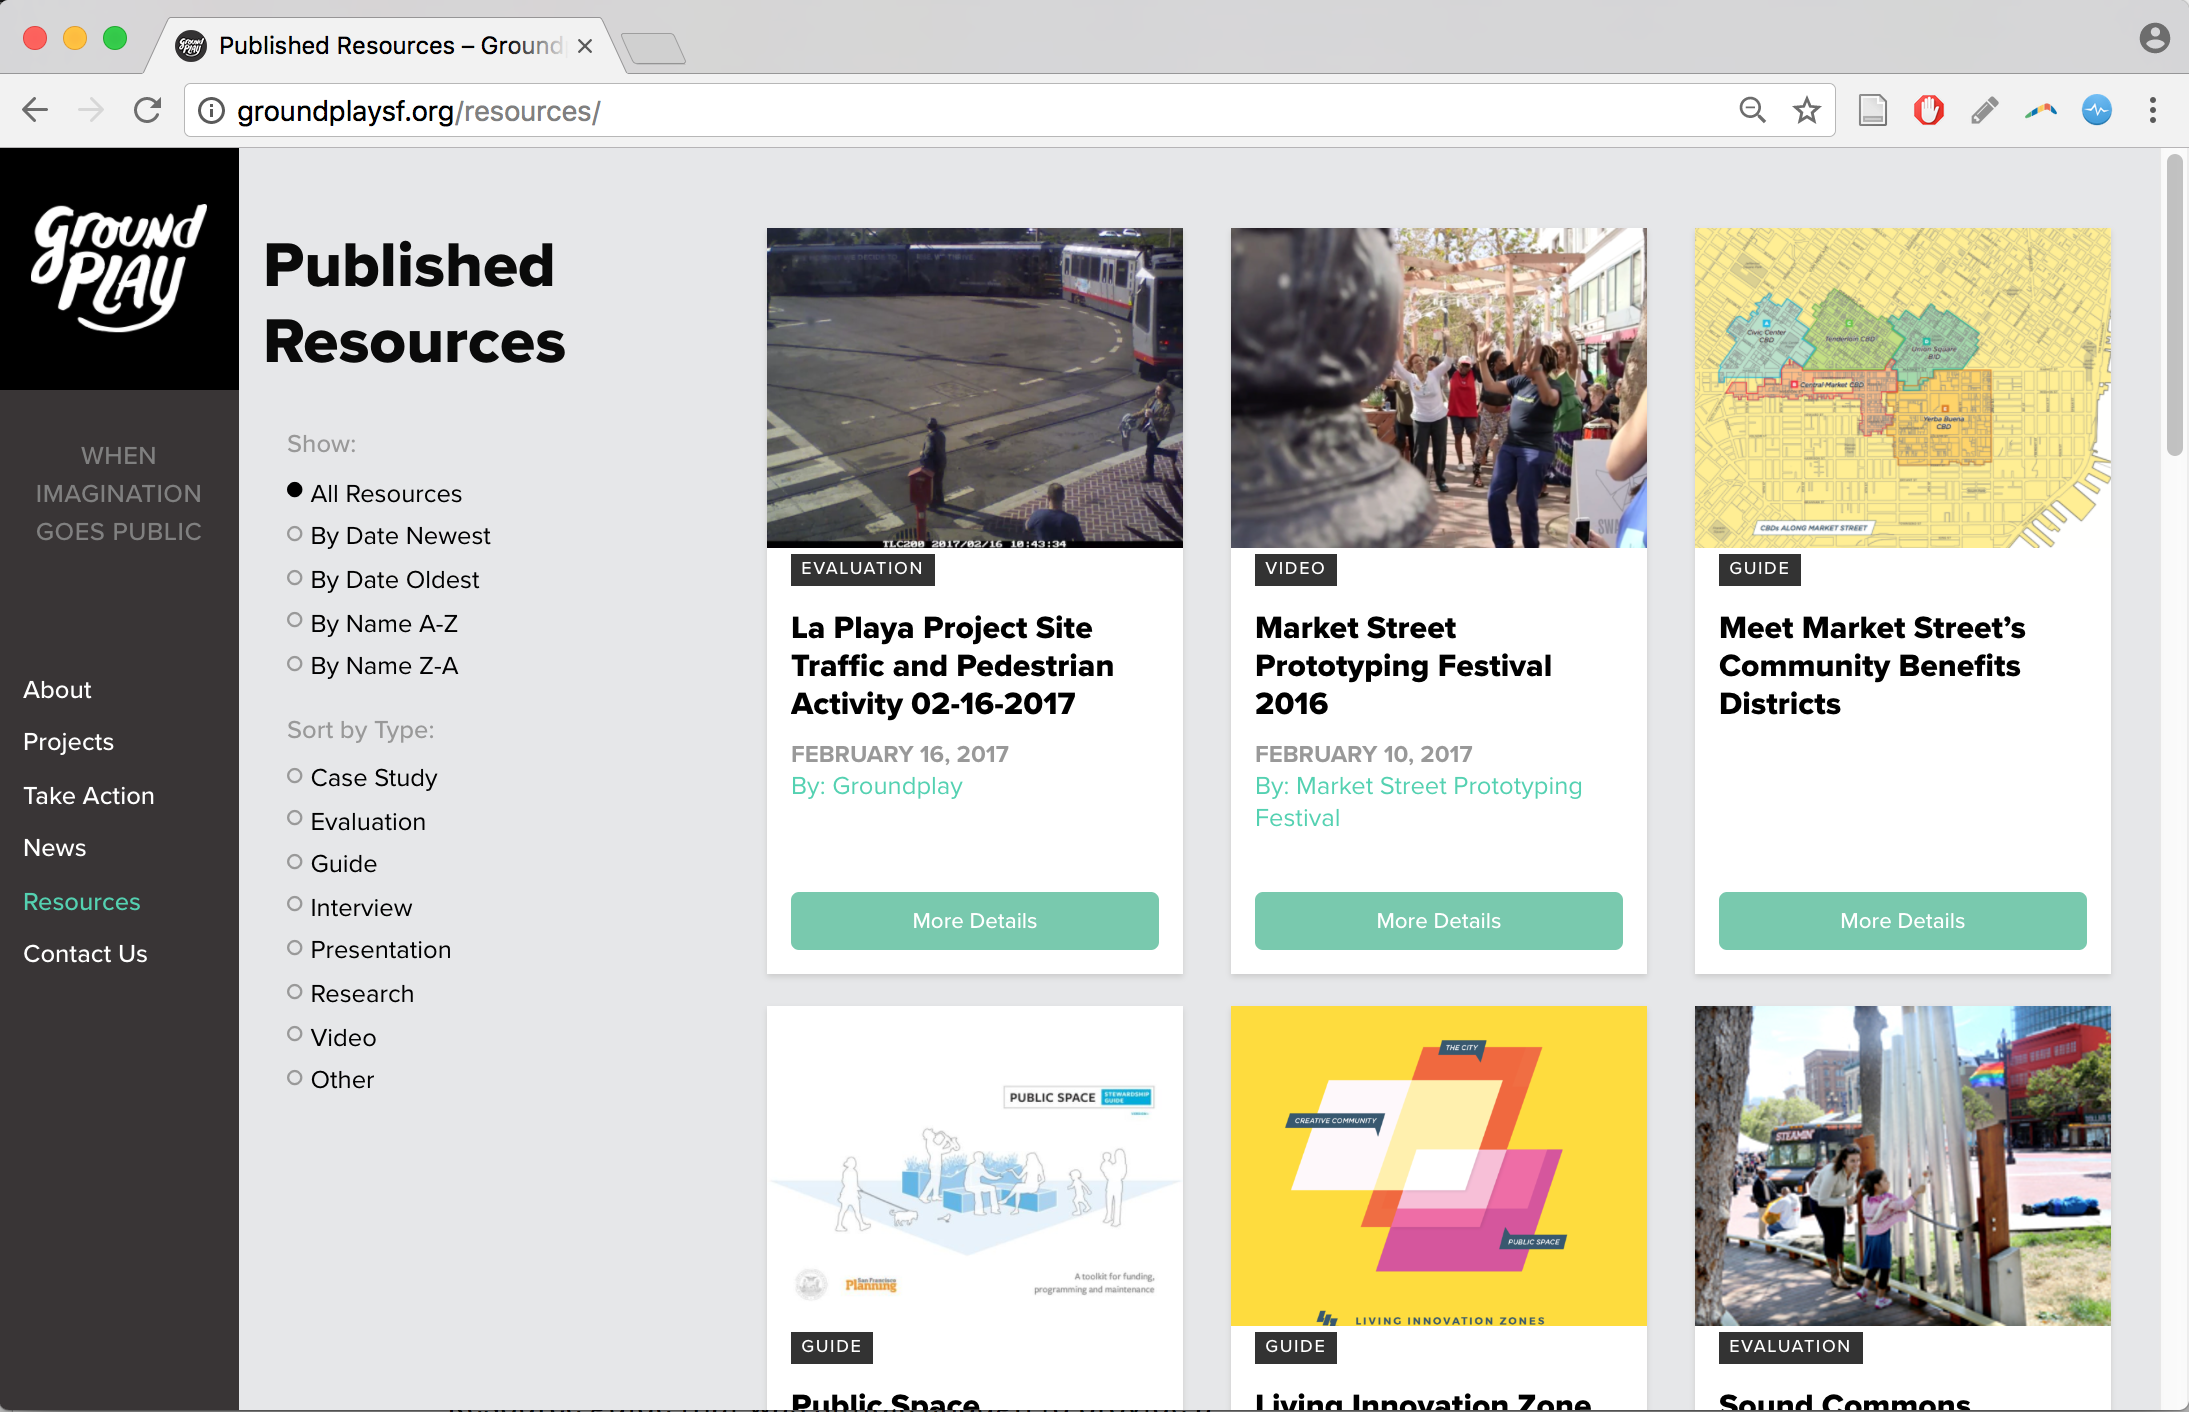 Published Resources – Ground
groundplaysf.org/resources/
Ground
PLAY
WHEN
IMAGINATION
GOES PUBLIC
About
Projects
Take Action
News
Resources
Contact Us
Published
Resources
Show:
All Resources
By Date Newest
By Date Oldest
By Name A-Z
By Name Z-A
Sort by Type:
Case Study
Evaluation
Guide
Interview
Presentation
Research
Video
Other
TLC200 2017/02/16 10:43:34
EVALUATION
La Playa Project Site
Traffic and Pedestrian
Activity 02-16-2017
FEBRUARY 16, 2017
By: Groundplay
More Details
VIDEO
Market Street
Prototyping Festival
2016
FEBRUARY 10, 2017
By: Market Street Prototyping
Festival
More Details
Civic Center
CBD
Tenderloin CBD
Union Square
BID
Central Market CBD
Yerba Buena
CBD
CBDs ALONG MARKET STREET
GUIDE
Meet Market Street’s
Community Benefits
Districts
More Details
PUBLIC SPACE STEWARDSHIP
GUIDE
San Francisco
Planning
A toolkit for funding,
programming and maintenance
GUIDE
Public Space
THE CITY
CREATIVE COMMUNITY
PUBLIC SPACE
LIVING INNOVATION ZONES
GUIDE
Living Innovation Zone
STEAMIN'
EVALUATION
Sound Commons